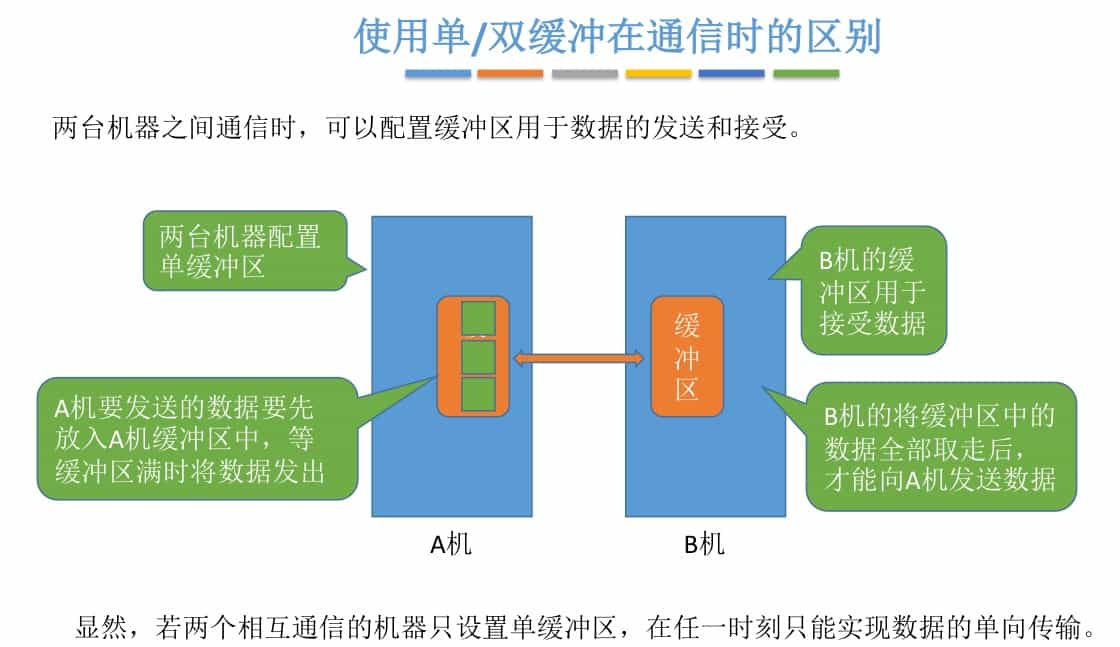 使用单/双缓冲在通信时的区别
两台机器之间通信时，可以配置缓冲区用于数据的发送和接受。
两台机器配置
单缓冲区
B机的缓
冲区用于
接受数据
缓
冲
区
A机要发送的数据要先
放入A机缓冲区中，等
缓冲区满时将数据发出
B机的将缓冲区中的
数据全部取走后，
才能向A机发送数据
A机
B机
显然，若两个相互通信的机器只设置单缓冲区，在任一时刻只能实现数据的单向传输。